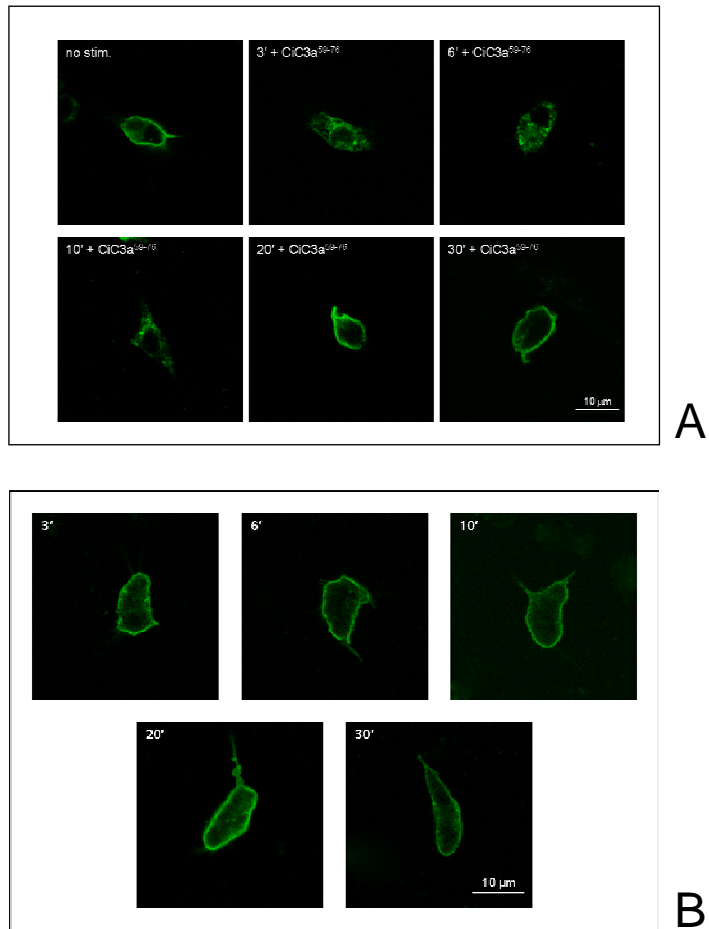 no stim.
3' + CiC3a59-76
6' + CiC3a59-76
10' + CiC3a59-76
20' + CiC3a59-76
30' + CiC3a59-76
10 µm
A
3'
6'
10'
20'
30'
10 µm
B